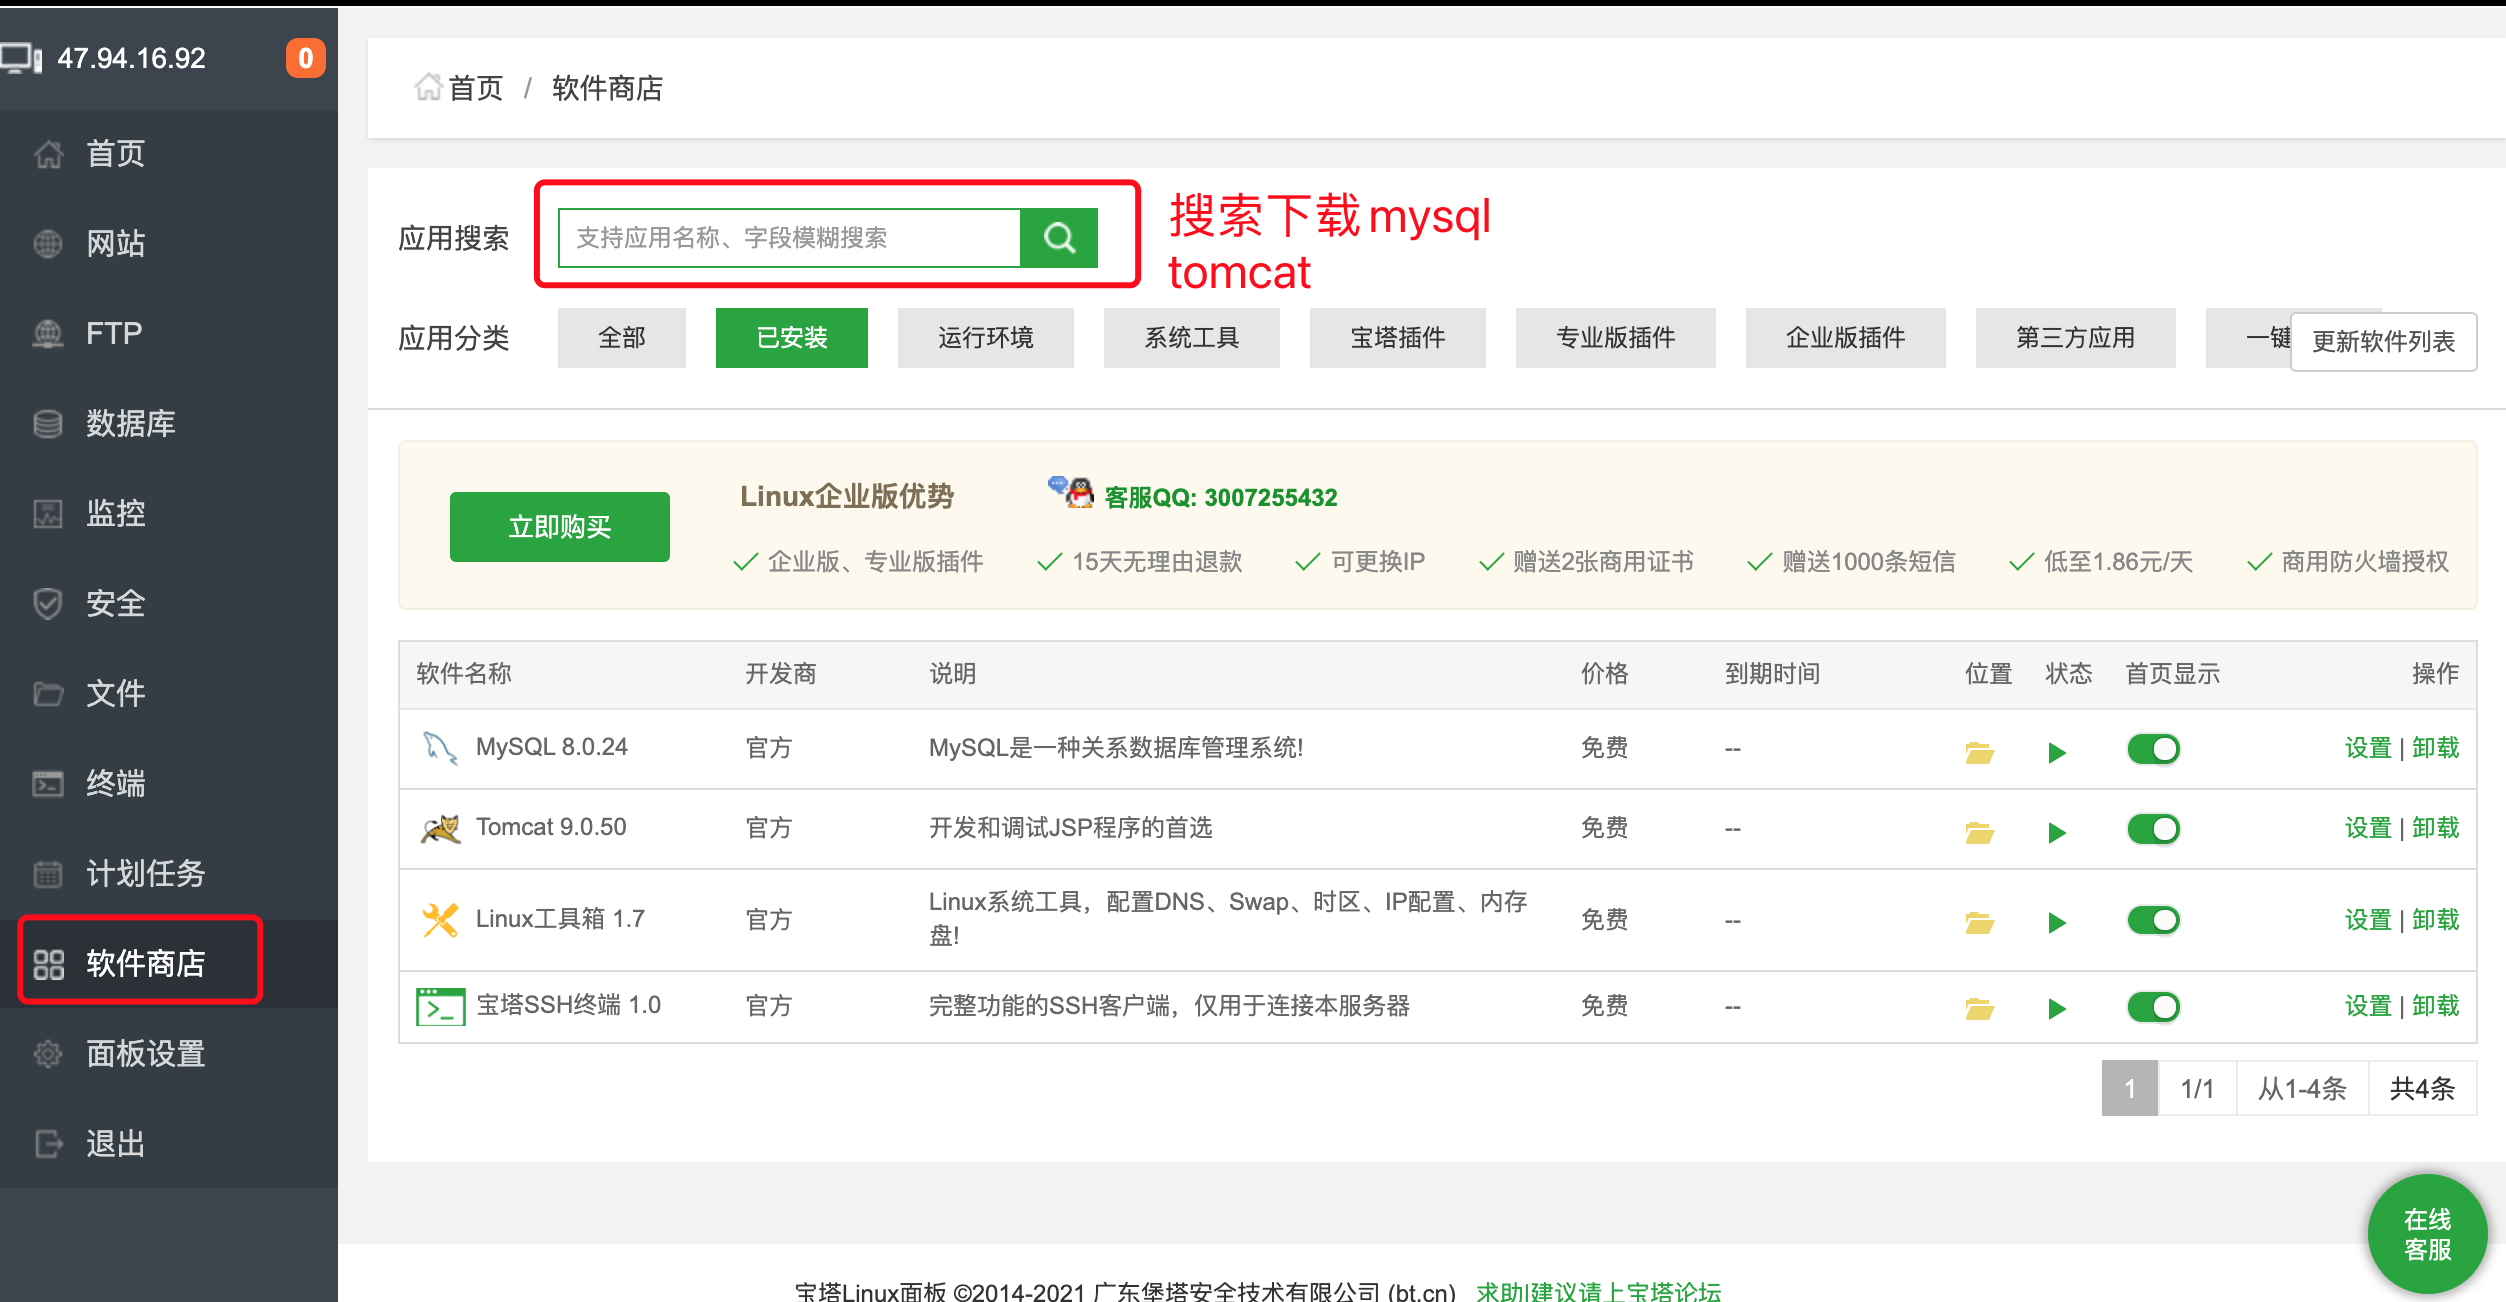 47.94.16.92
0
首页
网站
FTP
数据库
监控
安全
文件
终端
计划任务
软件商店
面板设置
退出
首页 / 软件商店
应用搜索
支持应用名称、字段模糊搜索
搜索下载mysql
tomcat
应用分类
全部
已安装
运行环境
系统工具
宝塔插件
专业版插件
企业版插件
第三方应用
一键
更新软件列表
立即购买
Linux企业版优势
客服QQ: 3007255432
企业版、专业版插件
15天无理由退款
可更换IP
赠送2张商用证书
赠送1000条短信
低至1.86元/天
商用防火墙授权
软件名称 开发商 说明 价格 到期时间 位置 状态 首页显示 操作
MySQL 8.0.24 官方 MySQL是一种关系数据库管理系统! 免费 -- 设置 | 卸载
Tomcat 9.0.50 官方 开发和调试JSP程序的首选 免费 -- 设置 | 卸载
Linux工具箱 1.7 官方 Linux系统工具，配置DNS、Swap、时区、IP配置、内存
盘! 免费 -- 设置 | 卸载
宝塔SSH终端 1.0 官方 完整功能的SSH客户端，仅用于连接本服务器 免费 -- 设置 | 卸载
1 1/1 从1-4条 共4条
在线
客服
宝塔Linux面板 ©2014-2021 广东堡塔安全技术有限公司 (bt.cn) 求助|建议请上宝塔论坛